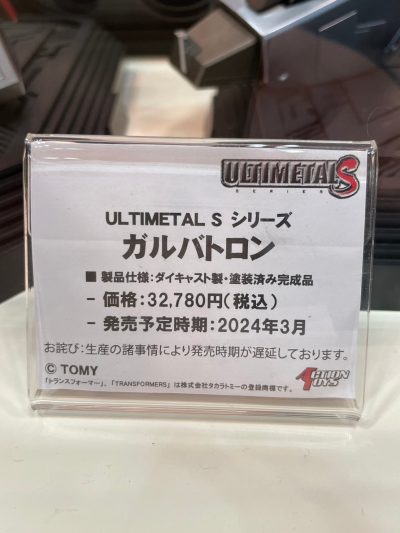 ULTIMETAL S
SERIES
ULTIMETAL S シリーズ
ガルバトロン
■ 製品仕様:ダイキャスト製・塗装済み完成品
- 価格:32,780円(税込)
- 発売予定時期:2024年3月
お詫び:生産の諸事情により発売時期が遅延しております。
© TOMY
「トランスフォーマー」、「TRANSFORMERS」は株式会社タカラトミーの登録商標です。
ACTION
TOYS